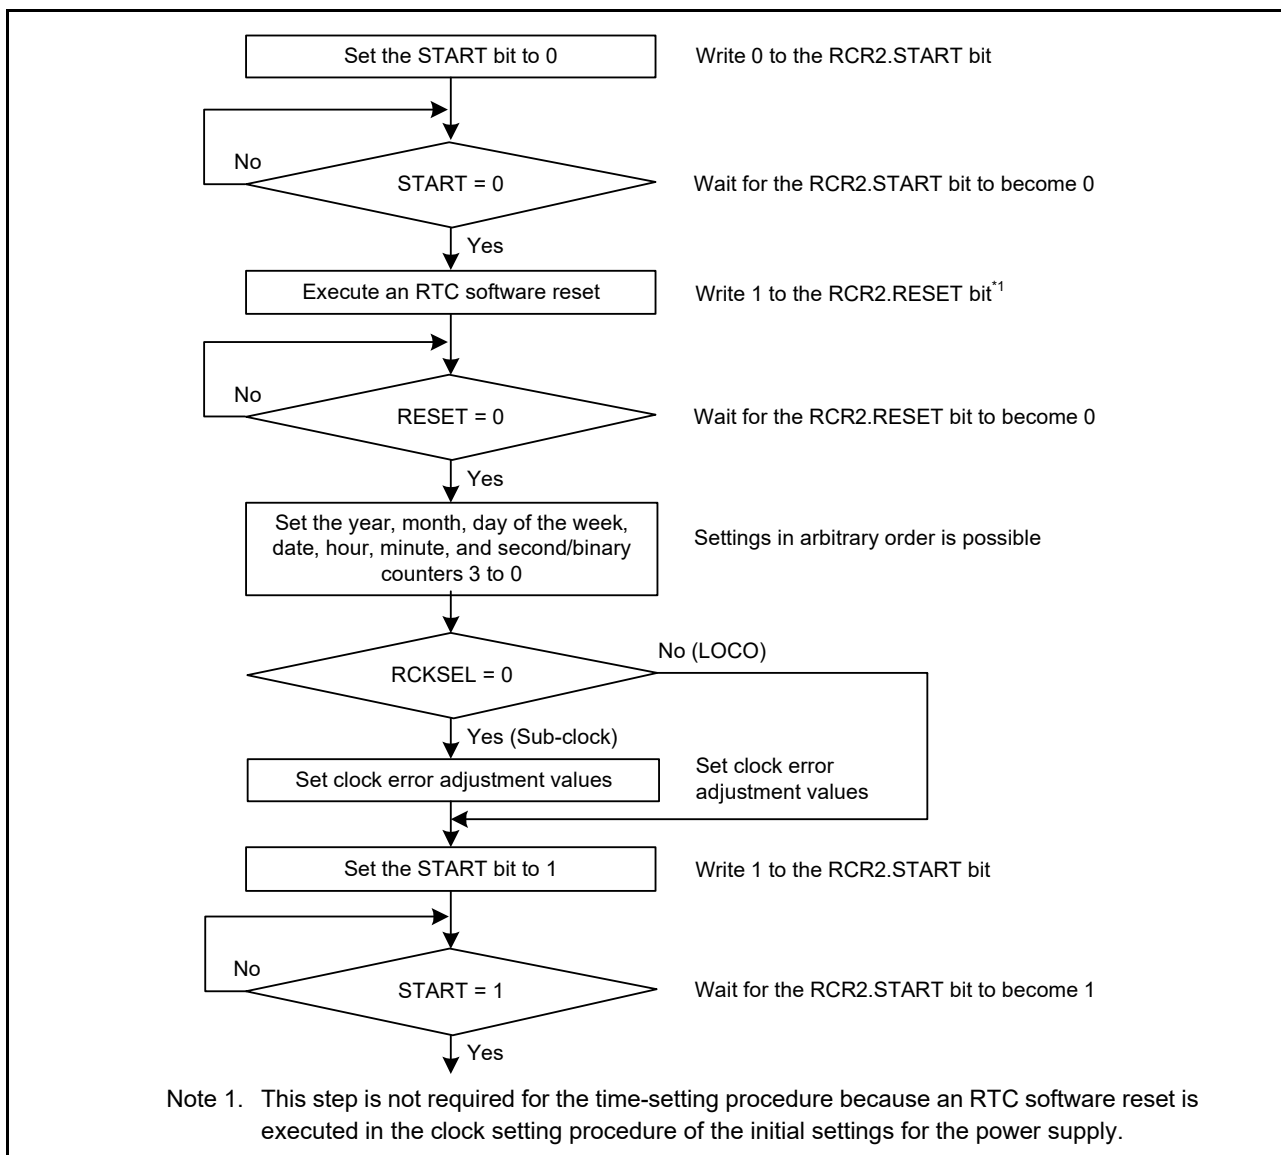 Set the START bit to 0
Write 0 to the RCR2.START bit
No
START = 0
Wait for the RCR2.START bit to become 0
Yes
Execute an RTC software reset
Write 1 to the RCR2.RESET bit*1
No
RESET = 0
Wait for the RCR2.RESET bit to become 0
Yes
Set the year, month, day of the week,
date, hour, minute, and second/binary
counters 3 to 0
Settings in arbitrary order is possible
No (LOCO)
RCKSEL = 0
Yes (Sub-clock)
Set clock error adjustment values
Set clock error
adjustment values
Set the START bit to 1
Write 1 to the RCR2.START bit
No
START = 1
Wait for the RCR2.START bit to become 1
Yes
Note 1. This step is not required for the time-setting procedure because an RTC software reset is
executed in the clock setting procedure of the initial settings for the power supply.